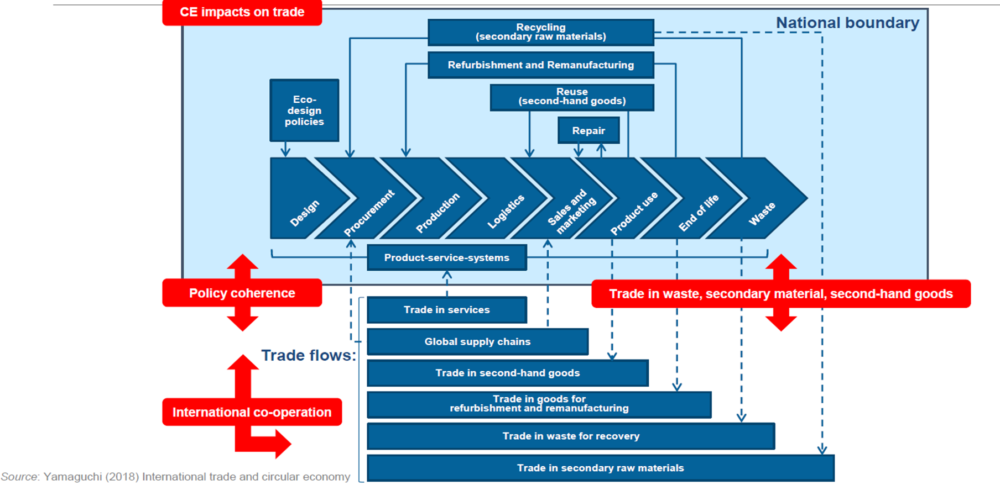 CE impacts on trade
National boundary
Recycling
(secondary raw materials)
Refurbishment and Remanufacturing
Reuse
(second-hand goods)
Eco-
design
policies
Repair
Design
Procurement
Production
Logistics
Sales and
marketing
Product use
End of life
Waste
Product-service-systems
Policy coherence
Trade in waste, secondary material, second-hand goods
Trade in services
Global supply chains
Trade flows:
Trade in second-hand goods
Trade in goods for
refurbishment and remanufacturing
International co-operation
Trade in waste for recovery
Trade in secondary raw materials
Source: Yamaguchi (2018) International trade and circular economy